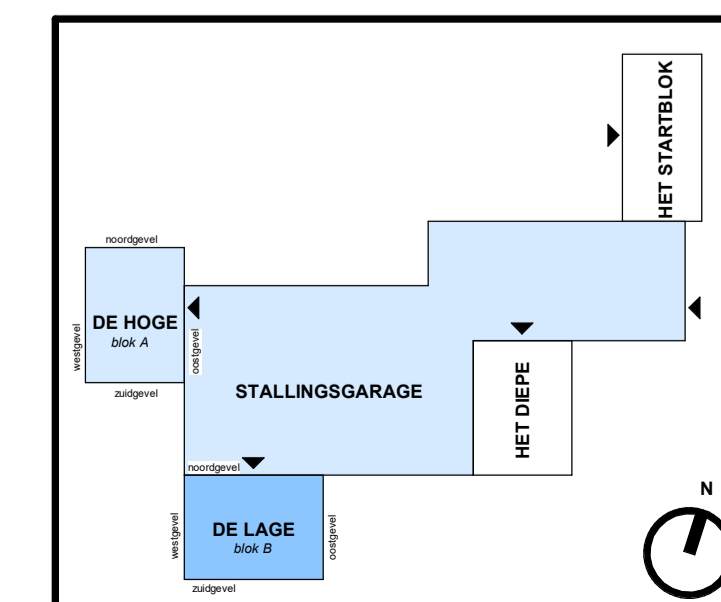 HET STARTBLOK
noordgevel
DE HOGE
blok A
westgevel
oostgevel
zuidgevel
STALLINGSGARAGE
HET DIEPE
noordgevel
DE LAGE
blok B
westgevel
oostgevel
zuidgevel
N